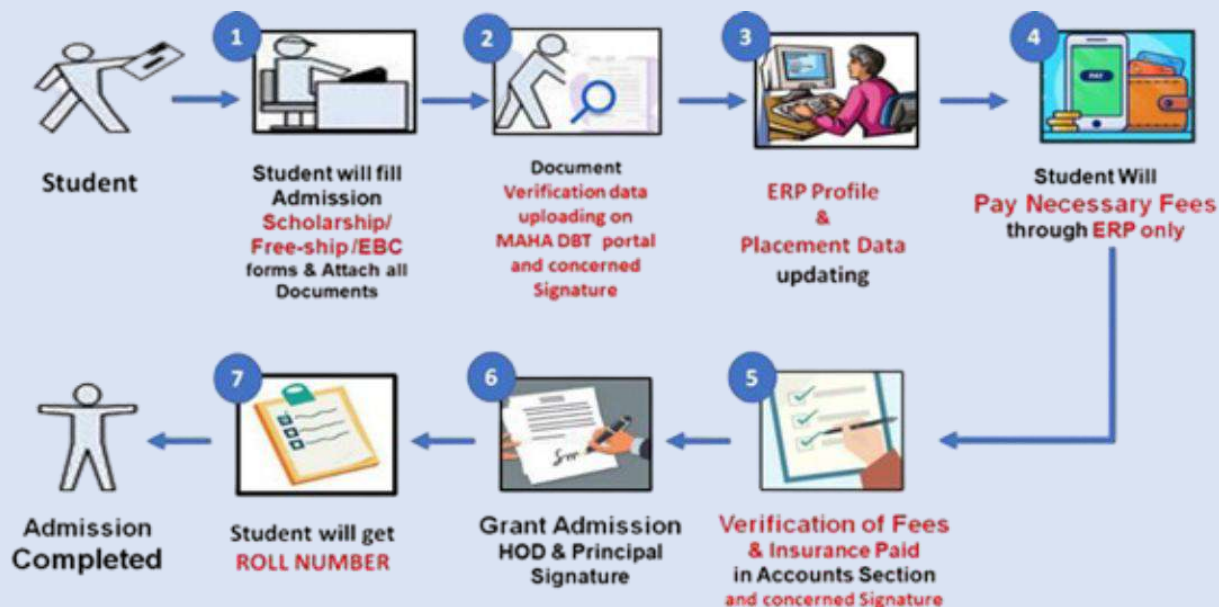 1
2
3
4
PAY
Student
Student will fill
Admission
Scholarship/
Free-ship /EBC
forms & Attach all
Documents
Document
Verification data
uploading on
MAHA DBT portal
and concerned
Signature
ERP Profile
&
Placement Data
updating
Student Will
Pay Necessary Fees
through ERP only
7
6
5
Admission
Completed
Student will get
ROLL NUMBER
Grant Admission
HOD & Principal
Signature
Verification of Fees
& Insurance Paid
in Accounts Section
and concerned Signature